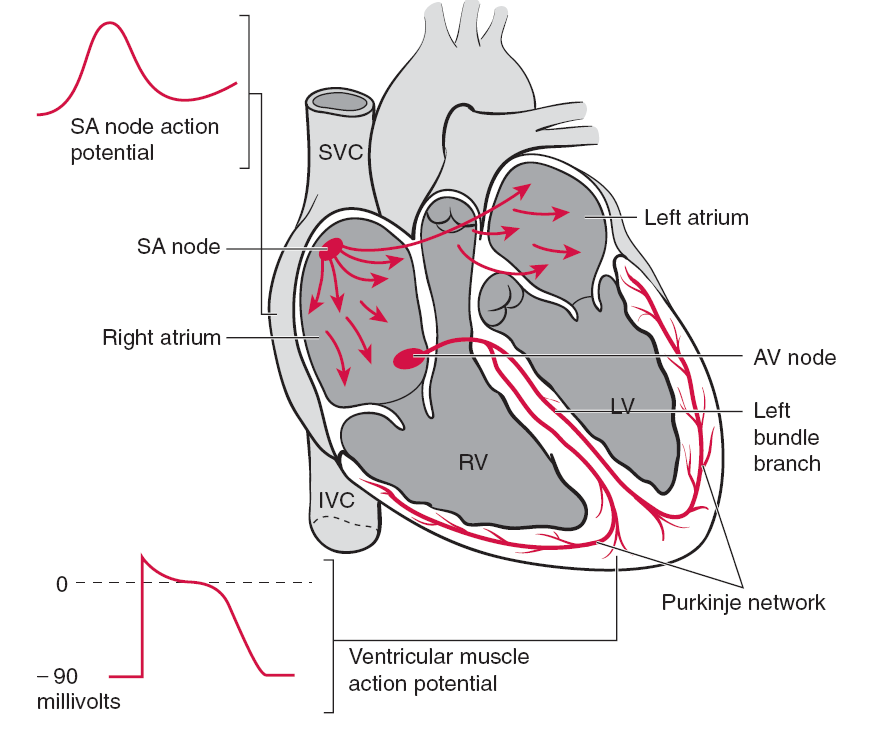 SA node action
potential
SVC
Left atrium
SA node
Right atrium
AV node
LV
Left
bundle
branch
RV
IVC
0
Purkinje network
Ventricular muscle
action potential
– 90
millivolts